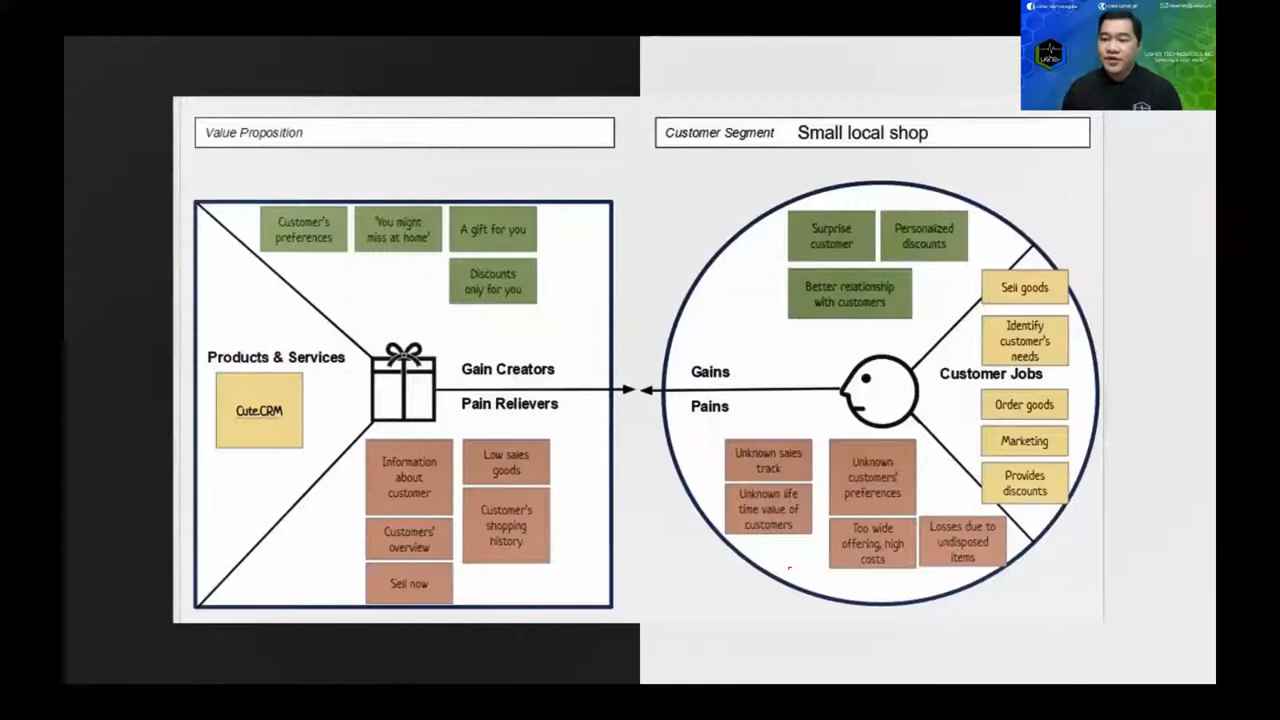 Value Proposition
Customer Segment Small local shop
Customer's
preferences
'You might
miss at home'
A gift for you
Discounts
only for you
Products & Services
Cute.CRM
Gain Creators
Pain Relievers
Information
about
customer
Low sales
goods
Customers'
overview
Customer's
shopping
history
Sell now
Surprise
customer
Personalized
discounts
Better relationship
with customers
Gains
Pains
Sell goods
Identify
customer's
needs
Customer Jobs
Order goods
Marketing
Provides
discounts
Unknown sales
track
Unknown life
time value of
customers
Unknown
customers'
preferences
Too wide
offering, high
costs
Losses due to
undisposed
items
usher
USHER TECHNOLOGIES INC.